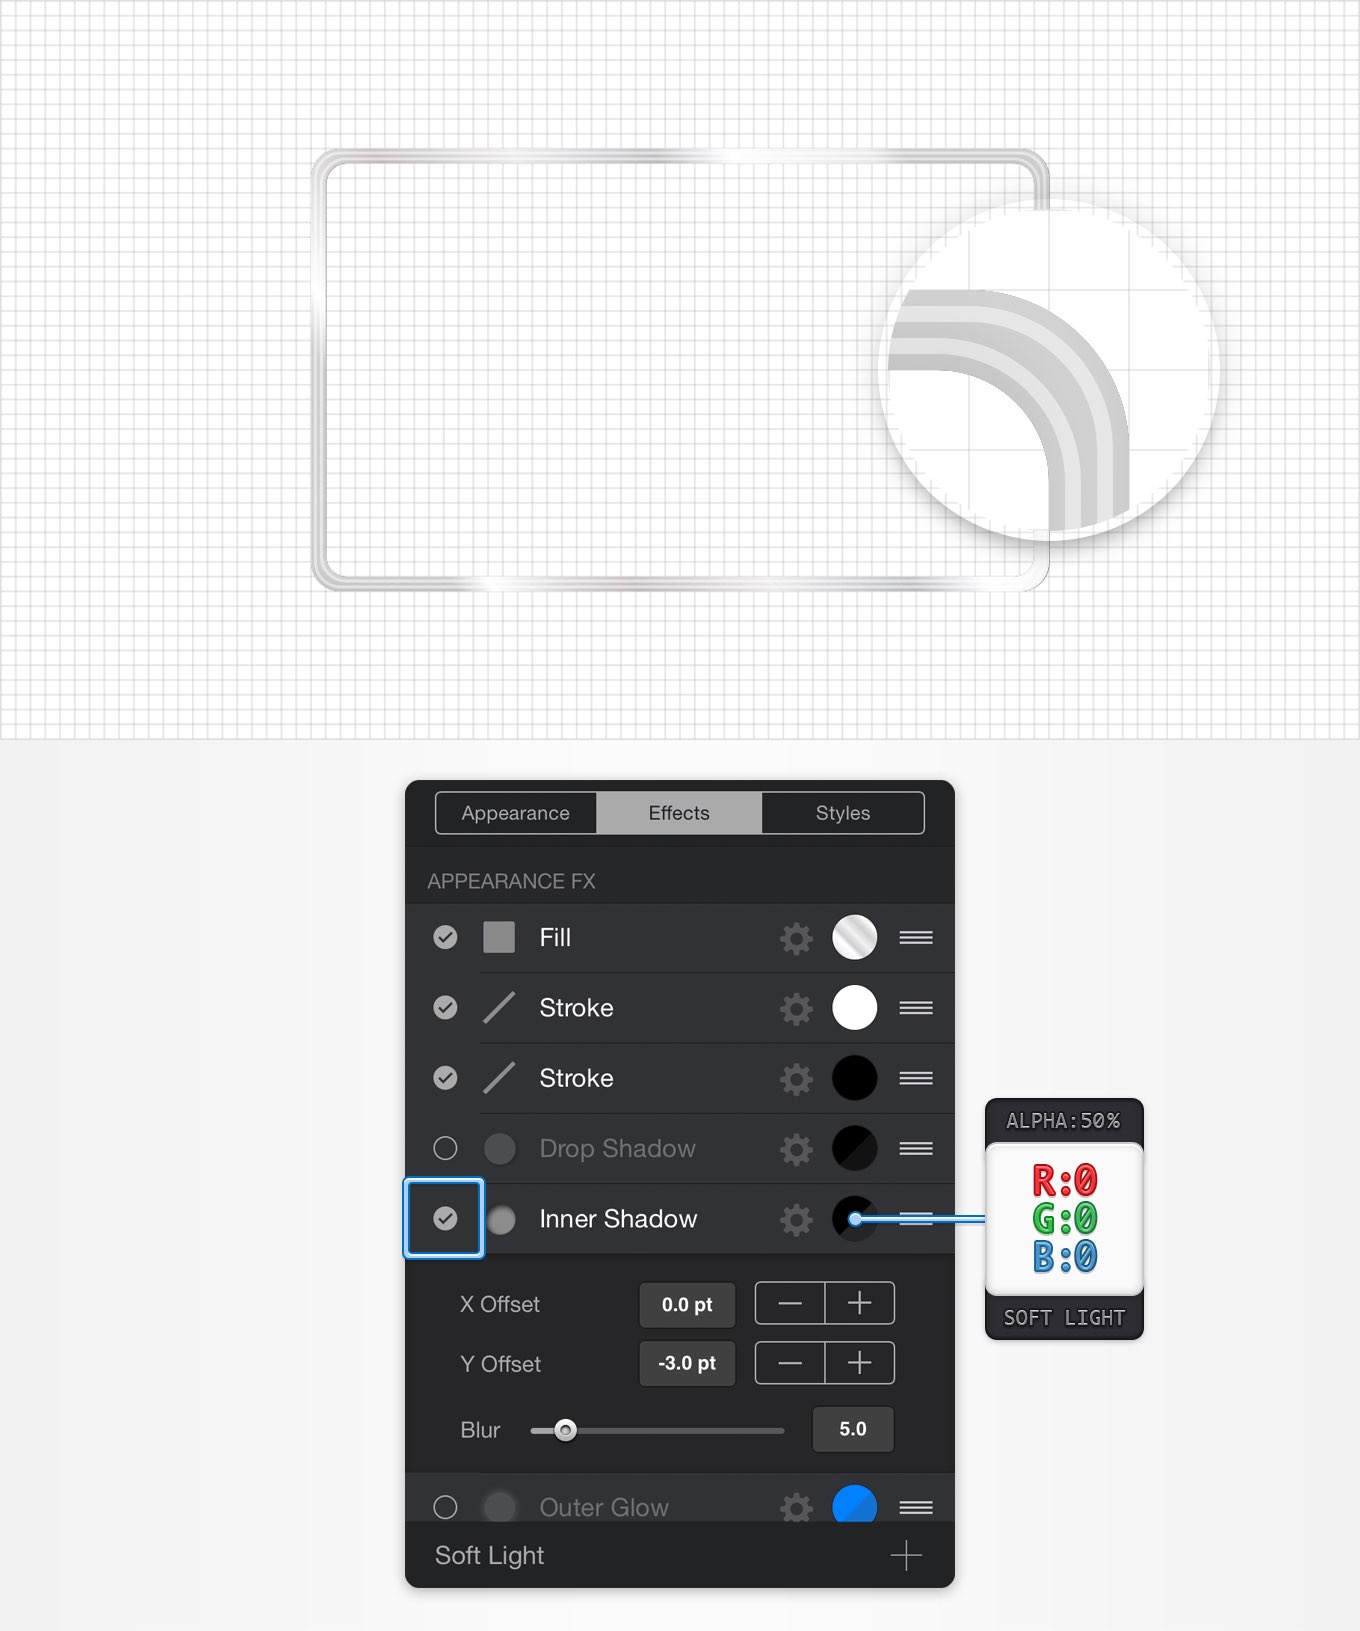 Appearance Effects Styles
APPEARANCE FX
Fill
Stroke
Stroke
Drop Shadow
Inner Shadow
X Offset 0.0 pt
Y Offset -3.0 pt
Blur 5.0
Outer Glow
Soft Light
ALPHA:50%
R:0
G:0
B:0
SOFT LIGHT